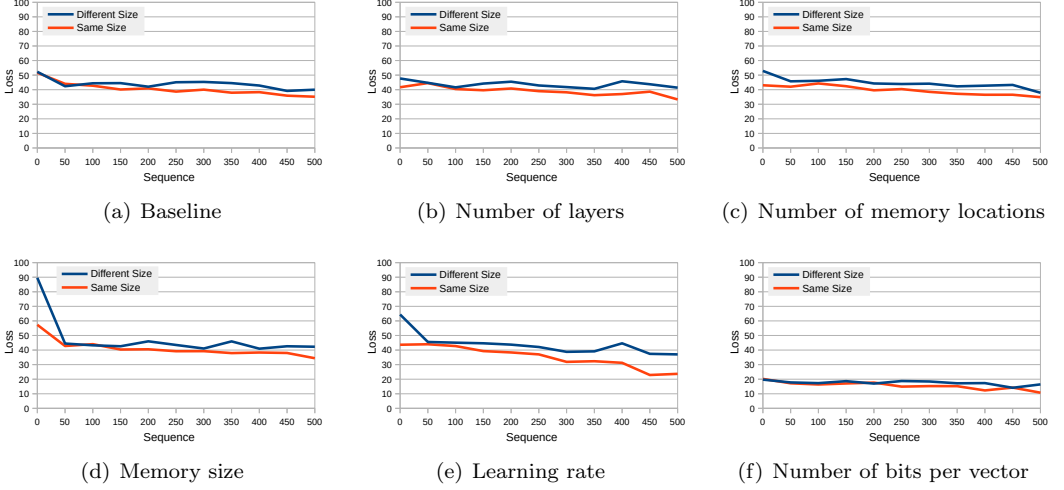 100
90
80
70
60
50
40
30
20
10
0
Loss
Different Size
Same Size
0 50 100 150 200 250 300 350 400 450 500
Sequence
(a) Baseline
100
90
80
70
60
50
40
30
20
10
0
Loss
Different Size
Same Size
0 50 100 150 200 250 300 350 400 450 500
Sequence
(b) Number of layers
100
90
80
70
60
50
40
30
20
10
0
Loss
Different Size
Same Size
0 50 100 150 200 250 300 350 400 450 500
Sequence
(c) Number of memory locations
100
90
80
70
60
50
40
30
20
10
0
Loss
Different Size
Same Size
0 50 100 150 200 250 300 350 400 450 500
Sequence
(d) Memory size
100
90
80
70
60
50
40
30
20
10
0
Loss
Different Size
Same Size
0 50 100 150 200 250 300 350 400 450 500
Sequence
(e) Learning rate
100
90
80
70
60
50
40
30
20
10
0
Loss
Different Size
Same Size
0 50 100 150 200 250 300 350 400 450 500
Sequence
(f) Number of bits per vector